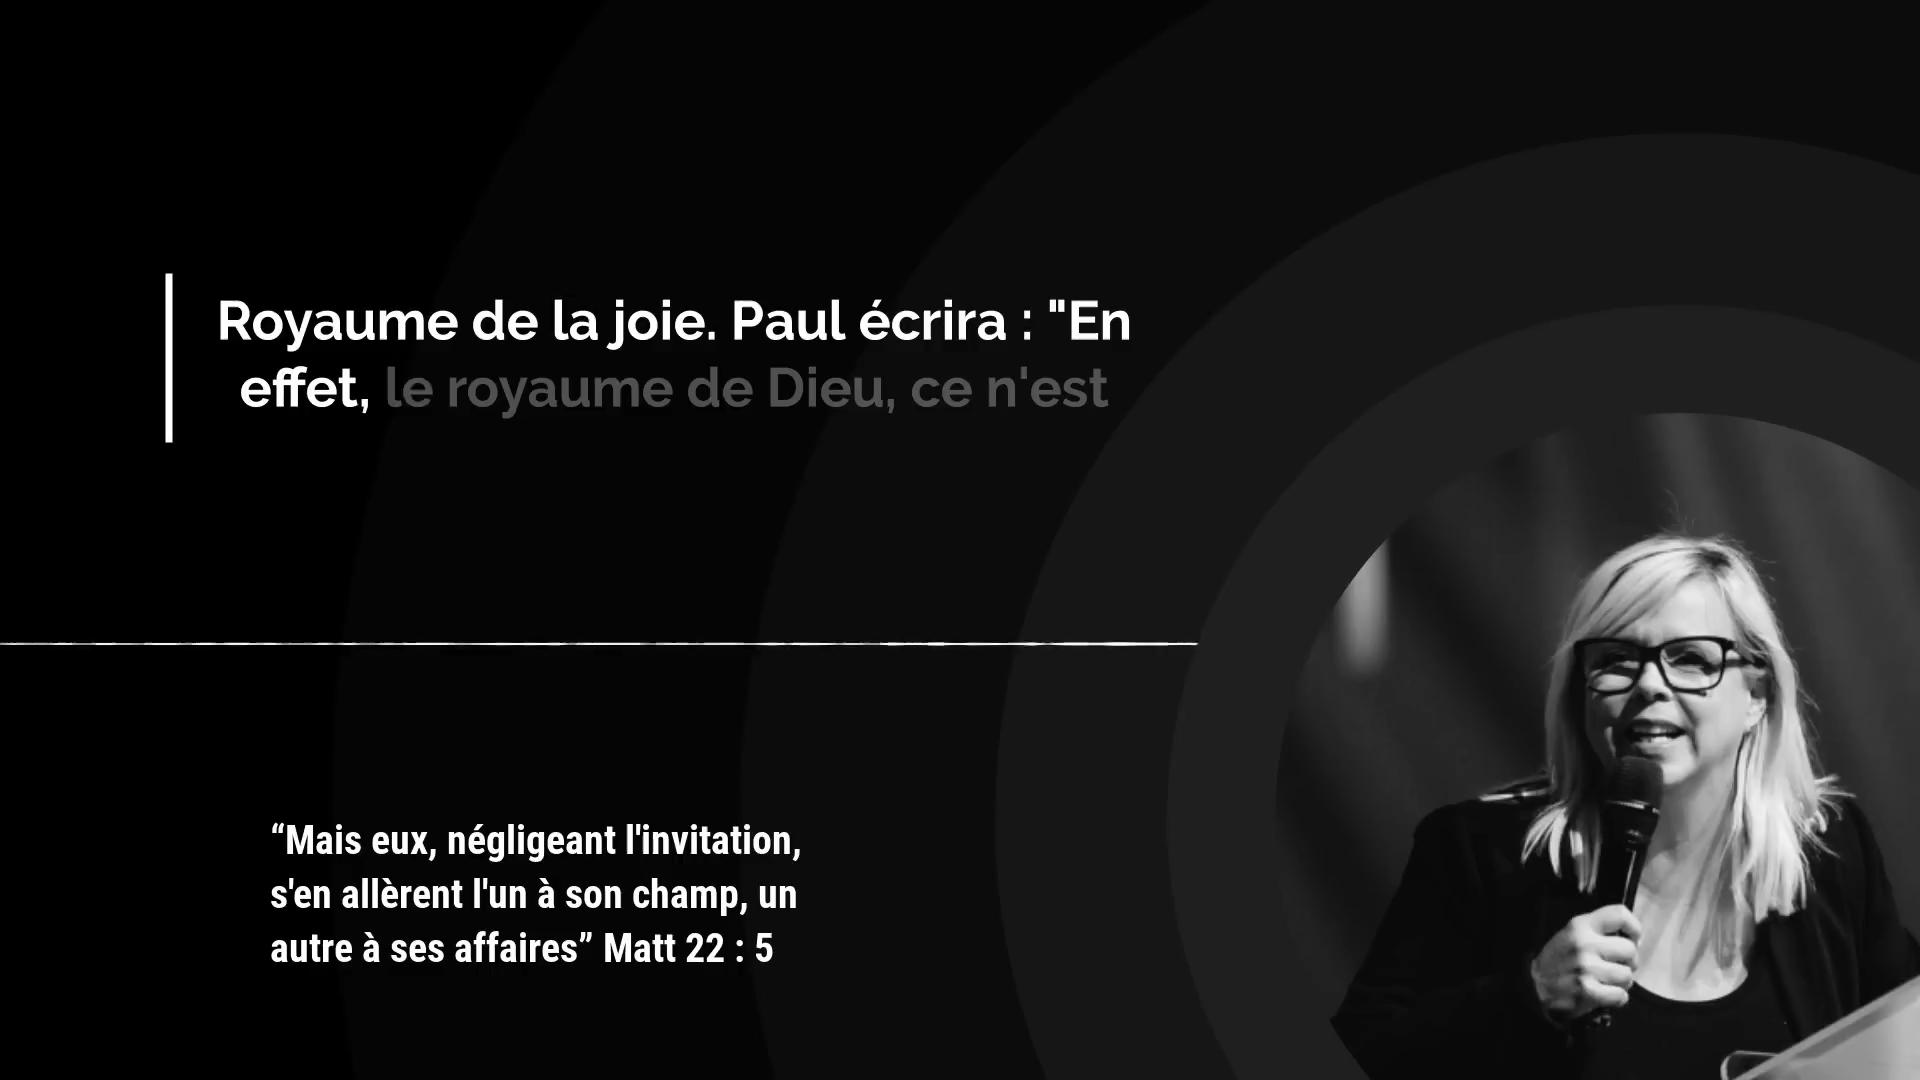 Royaume de la joie. Paul écrira : "En
effet, le royaume de Dieu, ce n'est
“Mais eux, négligeant l'invitation,
s'en allèrent l'un à son champ, un
autre à ses affaires” Matt 22 : 5